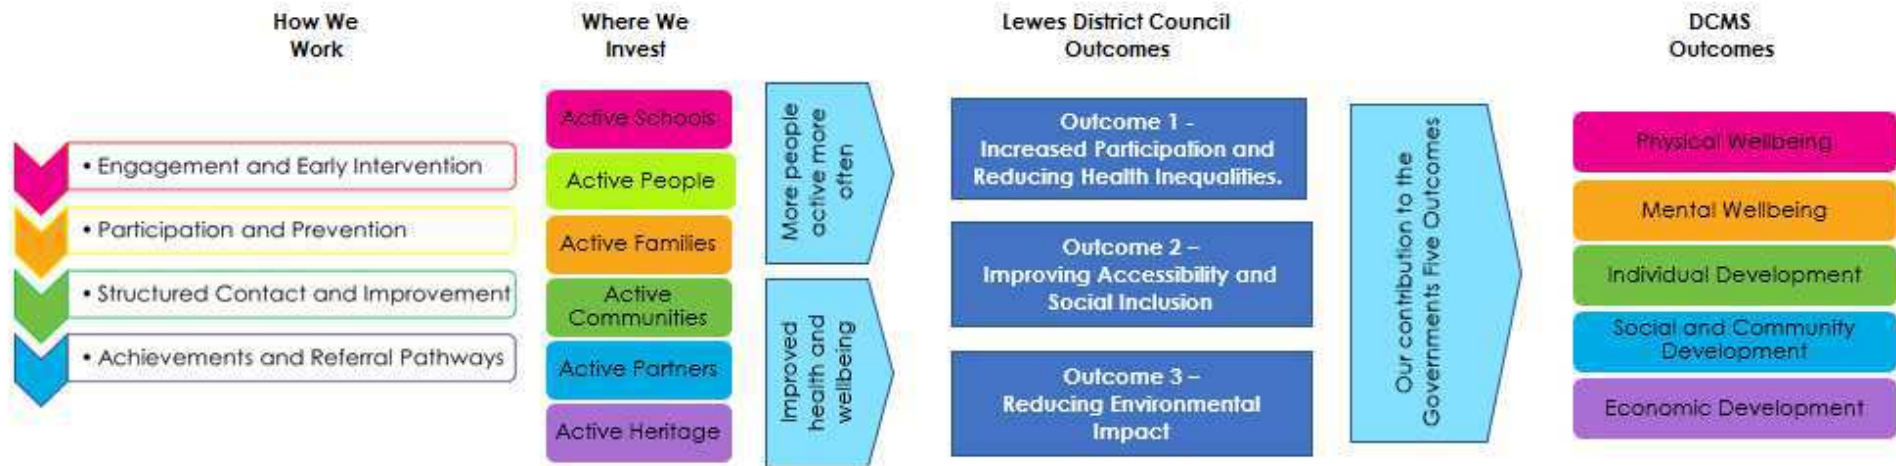 How We
Work
Where We
Invest
Lewes District Council
Outcomes
DCMS
Outcomes
• Engagement and Early Intervention
• Participation and Prevention
• Structured Contact and Improvement
• Achievements and Referral Pathways
Active Schools
Active People
Active Families
Active
Communities
Active Partners
Active Heritage
More people
active more
often
Improved
health and
wellbeing
Outcome 1 -
Increased Participation and
Reducing Health Inequalities.
Outcome 2 –
Improving Accessibility and
Social Inclusion
Outcome 3 –
Reducing Environmental
Impact
Our contribution to the
Governments Five Outcomes
Physical Wellbeing
Mental Wellbeing
Individual Development
Social and Community
Development
Economic Development